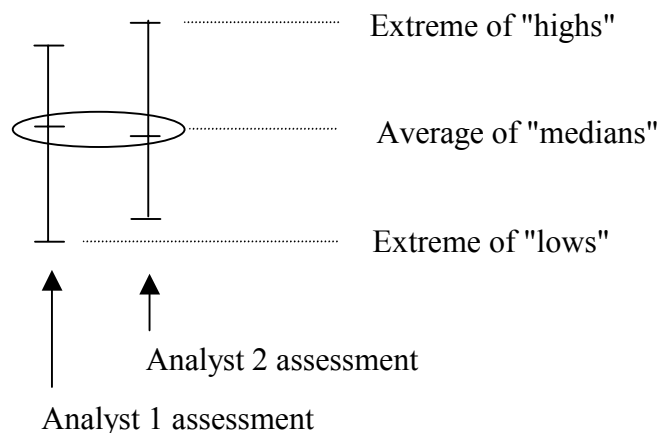 Extreme of "highs"
Average of "medians"
Extreme of "lows"
Analyst 2 assessment
Analyst 1 assessment